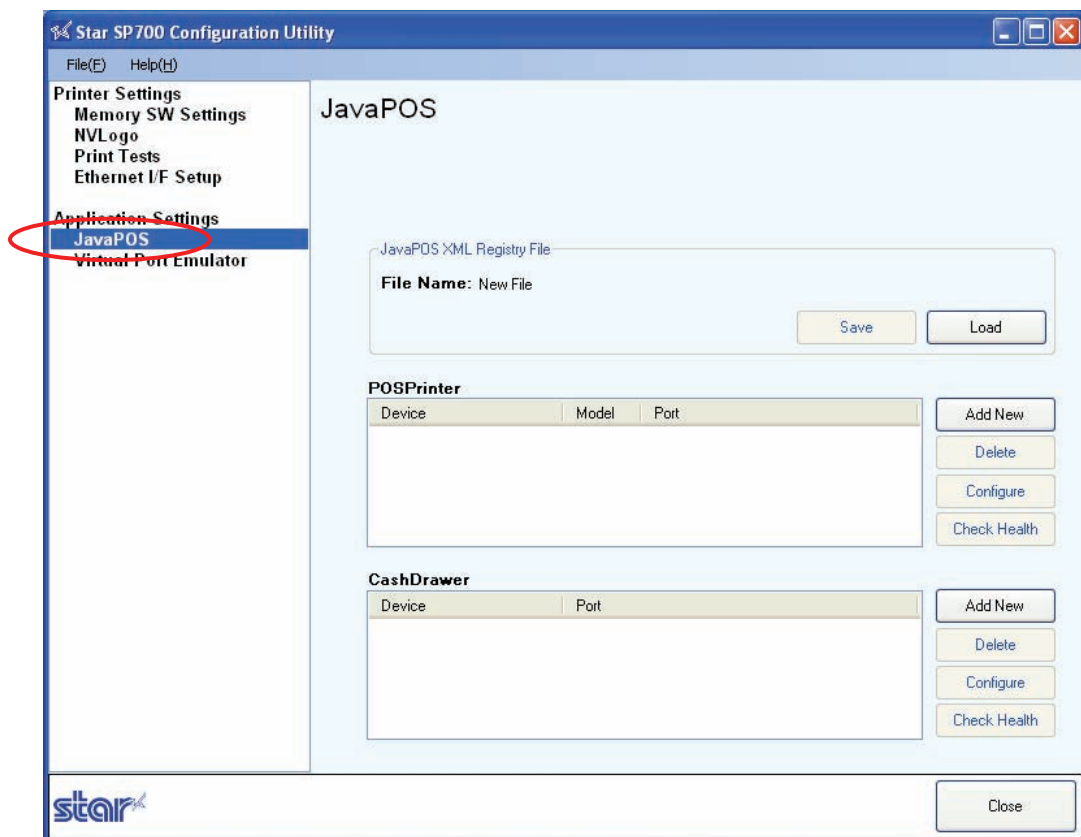 Star SP700 Configuration Utility
File(F) Help(H)
Printer Settings
Memory SW Settings
NVLogo
Print Tests
Ethernet I/F Setup
Application Settings
JavaPOS
Virtual Port Emulator
JavaPOS
JavaPOS XML Registry File
File Name: New File
Save Load
POSPrinter
Device Model Port
Add New
Delete
Configure
Check Health
CashDrawer
Device Port
Add New
Delete
Configure
Check Health
star
Close